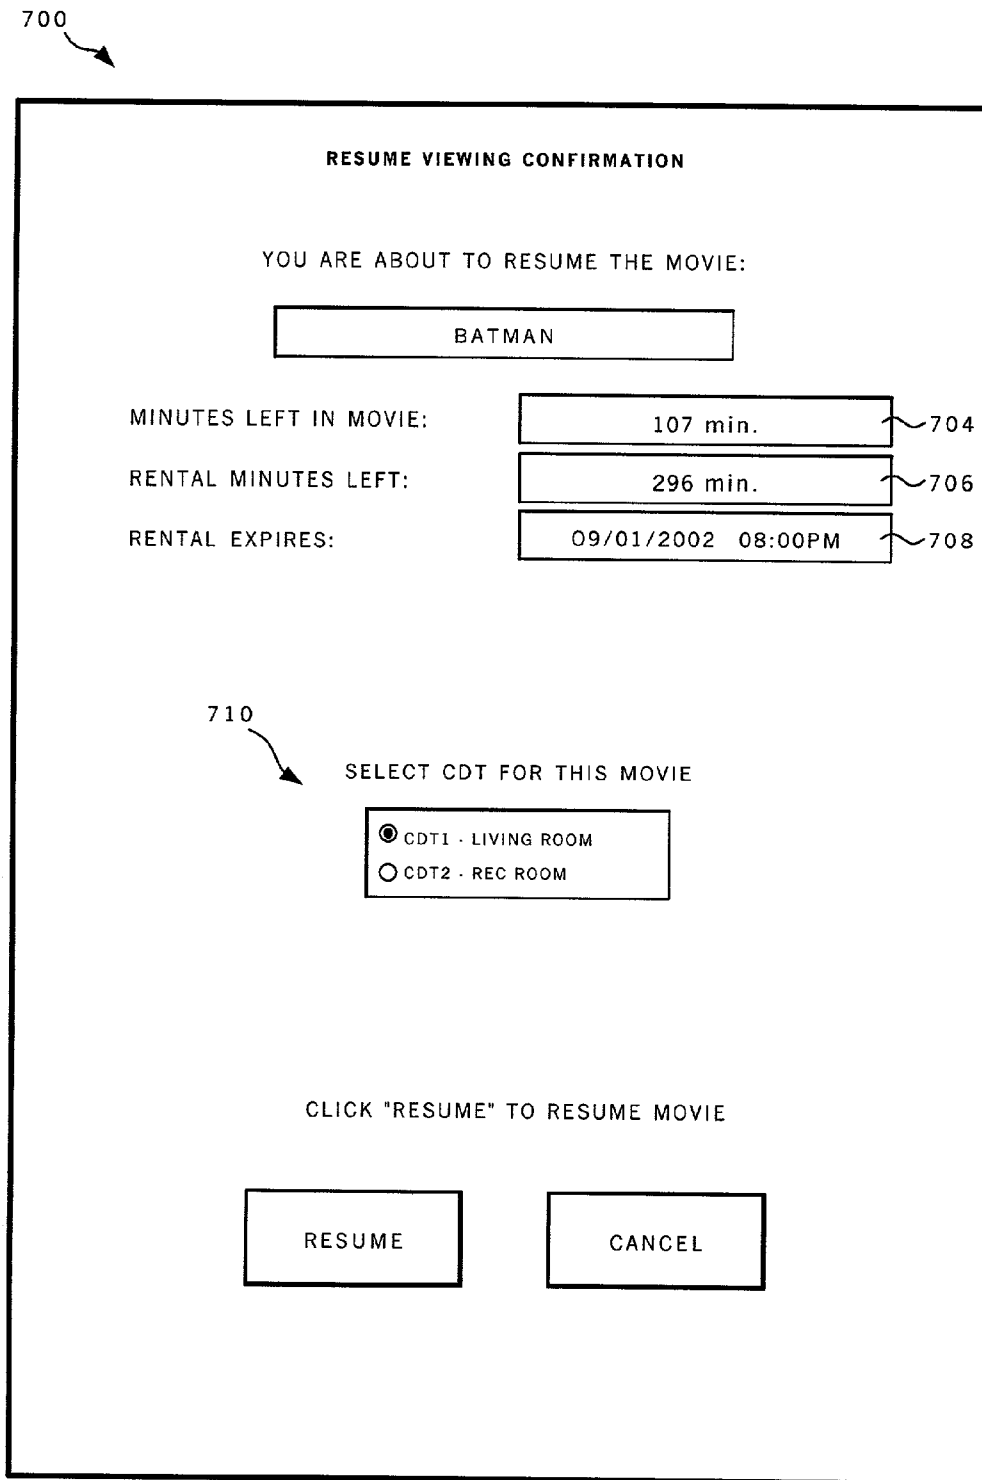 700
RESUME VIEWING CONFIRMATION
YOU ARE ABOUT TO RESUME THE MOVIE:
BATMAN
MINUTES LEFT IN MOVIE: 107 min. 704
RENTAL MINUTES LEFT: 296 min. 706
RENTAL EXPIRES: 09/01/2002 08:00PM 708
710
SELECT CDT FOR THIS MOVIE
CDT1 - LIVING ROOM
CDT2 - REC ROOM
CLICK "RESUME" TO RESUME MOVIE
RESUME CANCEL